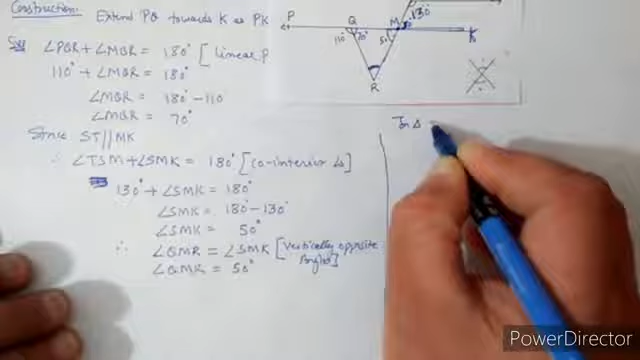 Construction: Extend PQ towards K as PK
Sol ∠PQR + ∠MQR = 180° [linear P
110° + ∠MQR = 180°
∠MQR = 180° - 110
∠MQR = 70°
Since ST//MK
∴ ∠TSM + ∠SMK = 180° [co-interior ∠s]
130° + ∠SMK = 180°
∠SMK = 180° - 130°
∠SMK = 50°
∴ ∠QMR = ∠SMK [Vertically opposite Angles]
∠QMR = 50°
P Q M K
130°
110 70° 50
R
In Δ
PowerDirector